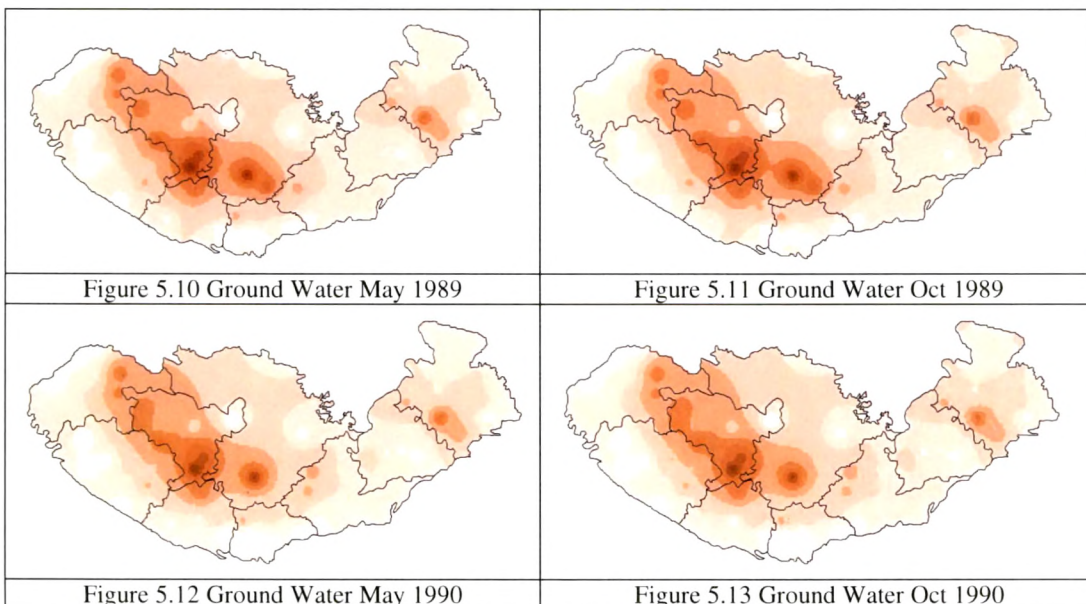 Figure 5.10 Ground Water May 1989
Figure 5.11 Ground Water Oct 1989
Figure 5.12 Ground Water May 1990
Figure 5.13 Ground Water Oct 1990